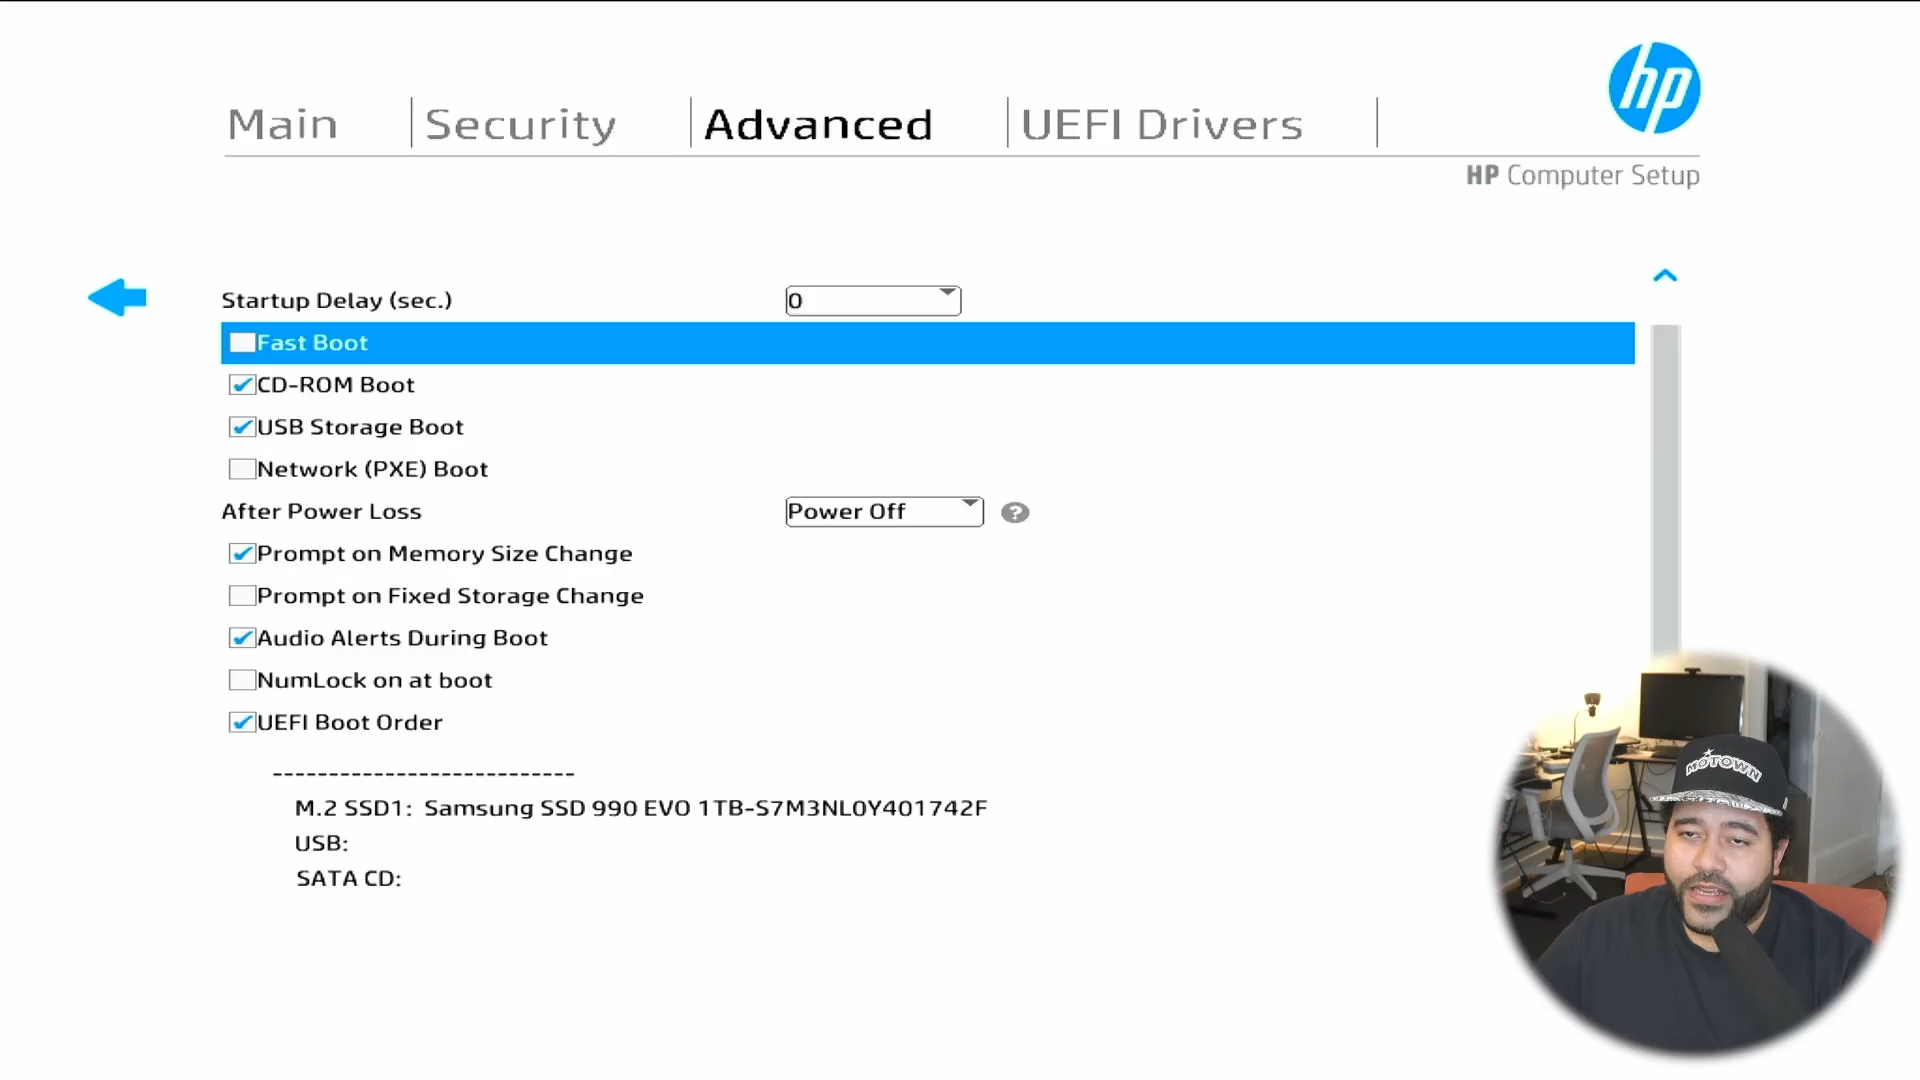 Main
Security
Advanced
UEFI Drivers
hp
HP Computer Setup
Startup Delay (sec.) 0
Fast Boot
CD-ROM Boot
USB Storage Boot
Network (PXE) Boot
After Power Loss Power Off ?
Prompt on Memory Size Change
Prompt on Fixed Storage Change
Audio Alerts During Boot
NumLock on at boot
UEFI Boot Order
---------------------------
M.2 SSD1: Samsung SSD 990 EVO 1TB-S7M3NL0Y401742F
USB:
SATA CD:
MOTOWN